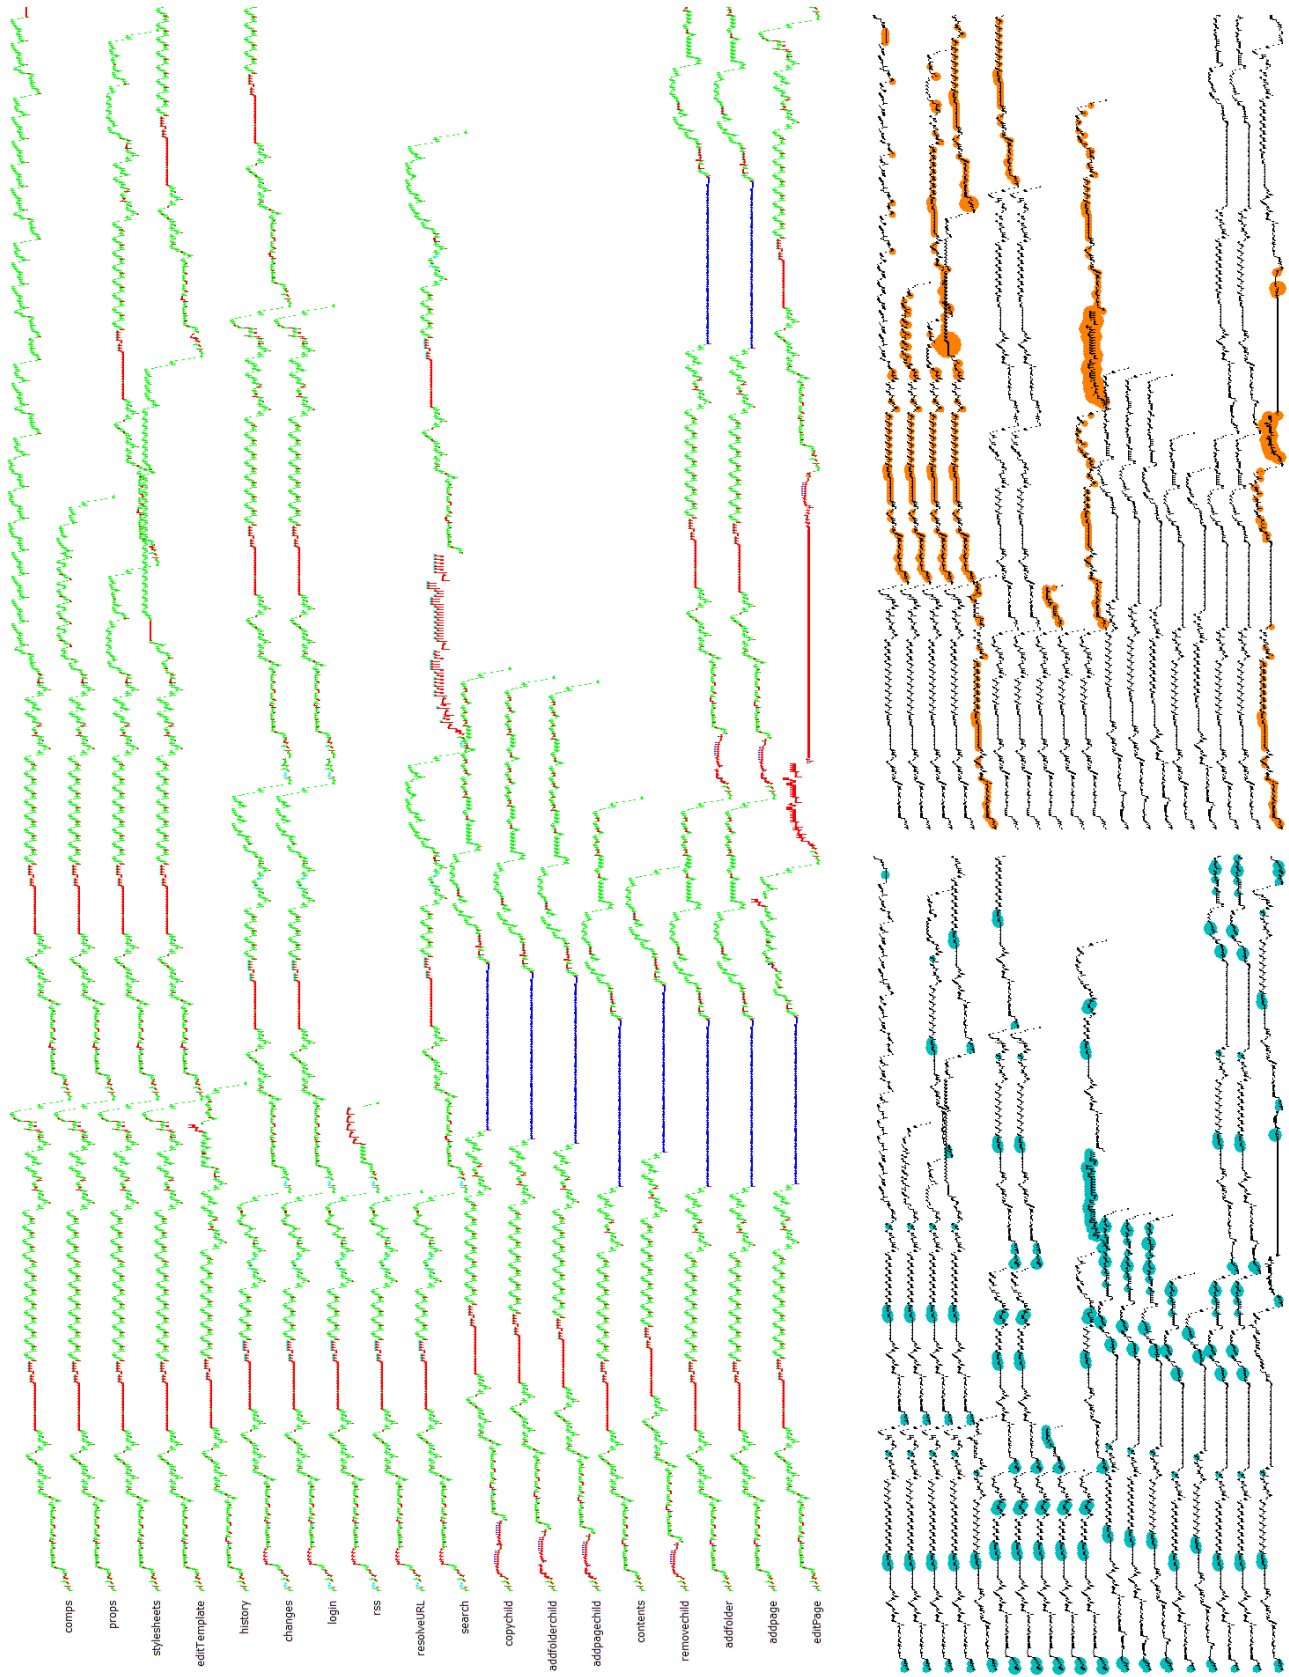 comps
props
stylesheets
editTemplate
history
changes
login
rss
resolveURL
search
copychild
addfolderchild
addpagechild
contents
removechild
addfolder
addpage
editPage